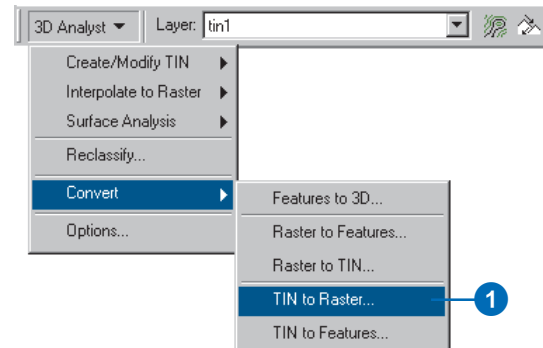 3D Analyst Layer: tin1
Create/Modify TIN
Interpolate to Raster
Surface Analysis
Reclassify...
Convert
Options...
Features to 3D...
Raster to Features...
Raster to TIN...
TIN to Raster... 1
TIN to Features...